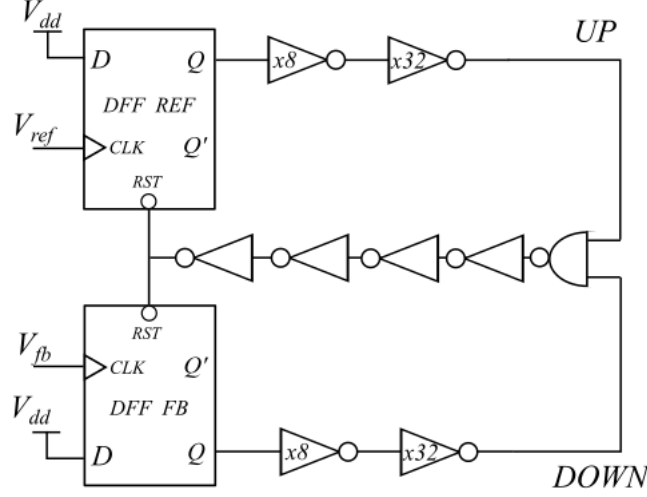 V_dd
UP
D
Q
x8
x32
DFF REF
V_ref
CLK
Q'
RST
RST
V_fb
CLK
Q'
V_dd
DFF FB
D
Q
x8
x32
DOWN